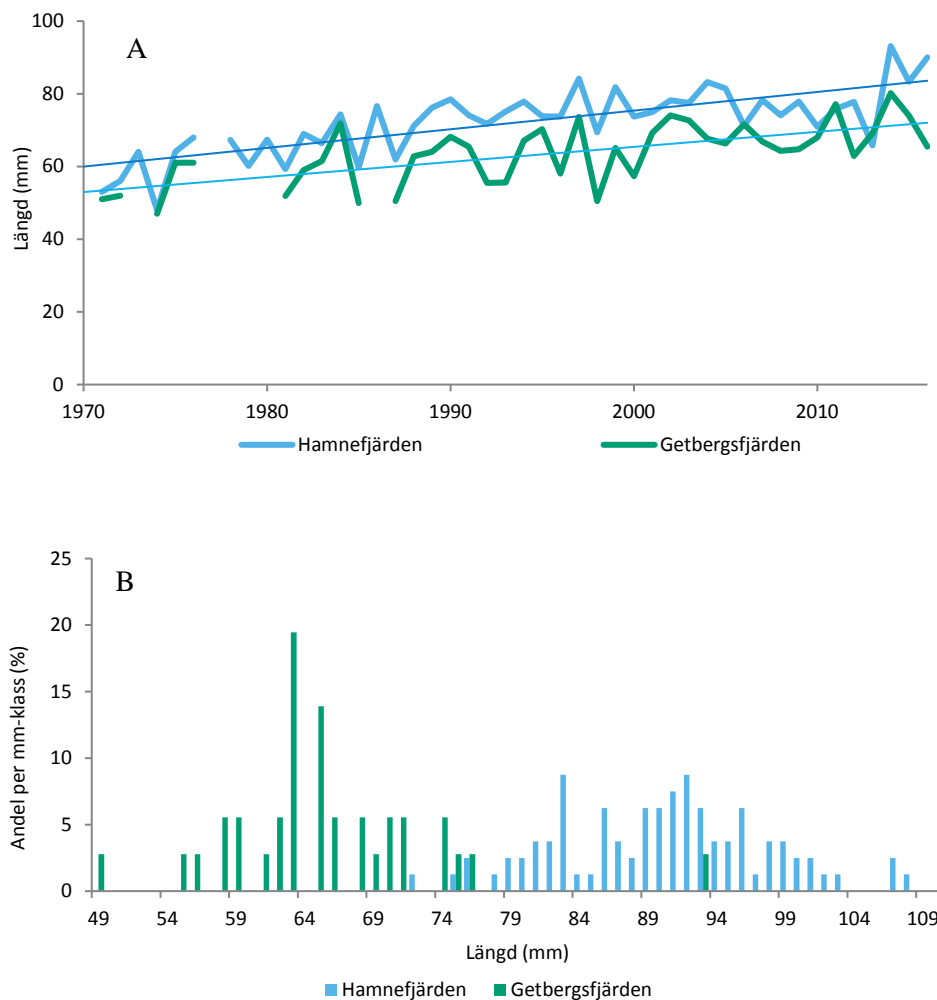 A
Längd (mm)
100
80
60
40
20
0
1970 1980 1990 2000 2010
Hamnefjärden Getbergsfjärden
B
Andel per mm-klass (%)
25
20
15
10
5
0
49 54 59 64 69 74 79 84 89 94 99 104 109
Längd (mm)
Hamnefjärden Getbergsfjärden